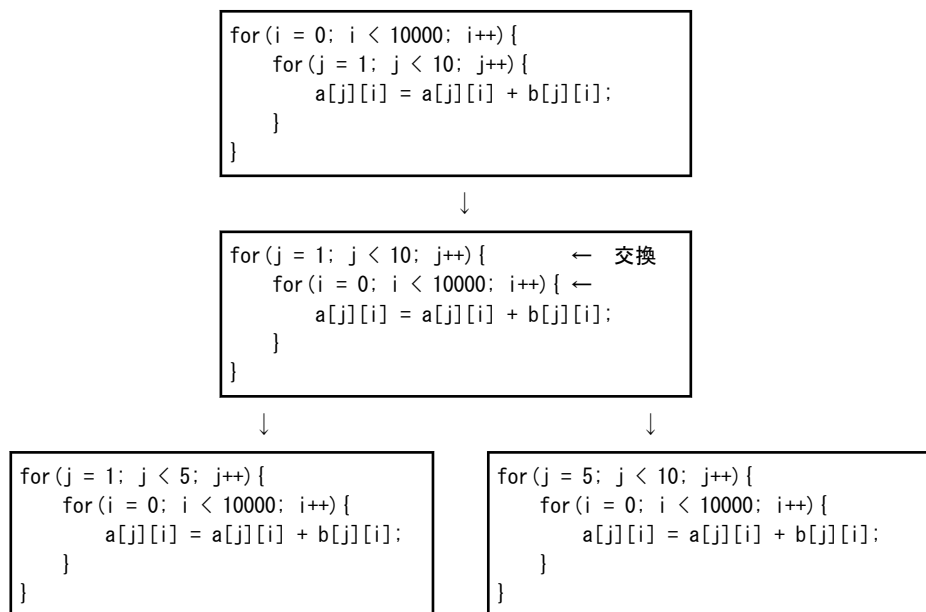 for(i = 0; i < 10000; i++){
    for(j = 1; j < 10; j++){
        a[j][i] = a[j][i] + b[j][i];
    }
}
↓
for(j = 1; j < 10; j++){        ← 交換
    for(i = 0; i < 10000; i++){ ←
        a[j][i] = a[j][i] + b[j][i];
    }
}
↓ ↓
for(j = 1; j < 5; j++){
    for(i = 0; i < 10000; i++){
        a[j][i] = a[j][i] + b[j][i];
    }
}
for(j = 5; j < 10; j++){
    for(i = 0; i < 10000; i++){
        a[j][i] = a[j][i] + b[j][i];
    }
}